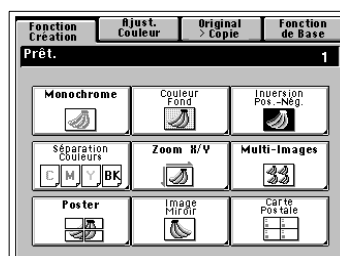 Fonction
Création
Ajust.
Couleur
Original
> Copie
Fonction
de Base
Prêt.
1
Monochrome
Couleur
Fond
Inversion
Pos.-Nég.
Séparation
Couleurs
C M Y BK
Zoom X/Y
Multi-Images
Poster
Image
Miroir
Carte
Postale